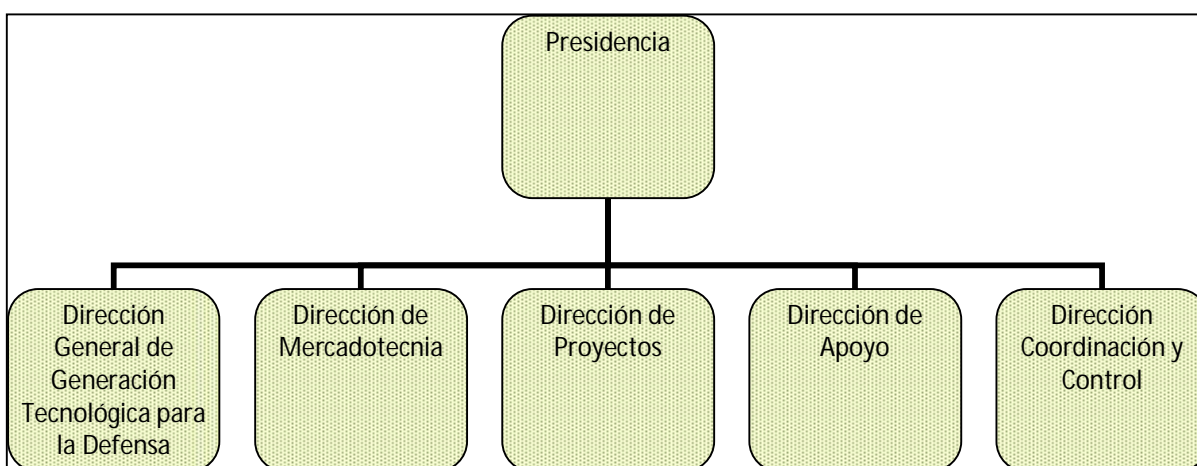 Presidencia
Dirección
General de
Generación
Tecnológica para
la Defensa
Dirección de
Mercadotecnia
Dirección de
Proyectos
Dirección de
Apoyo
Dirección
Coordinación y
Control